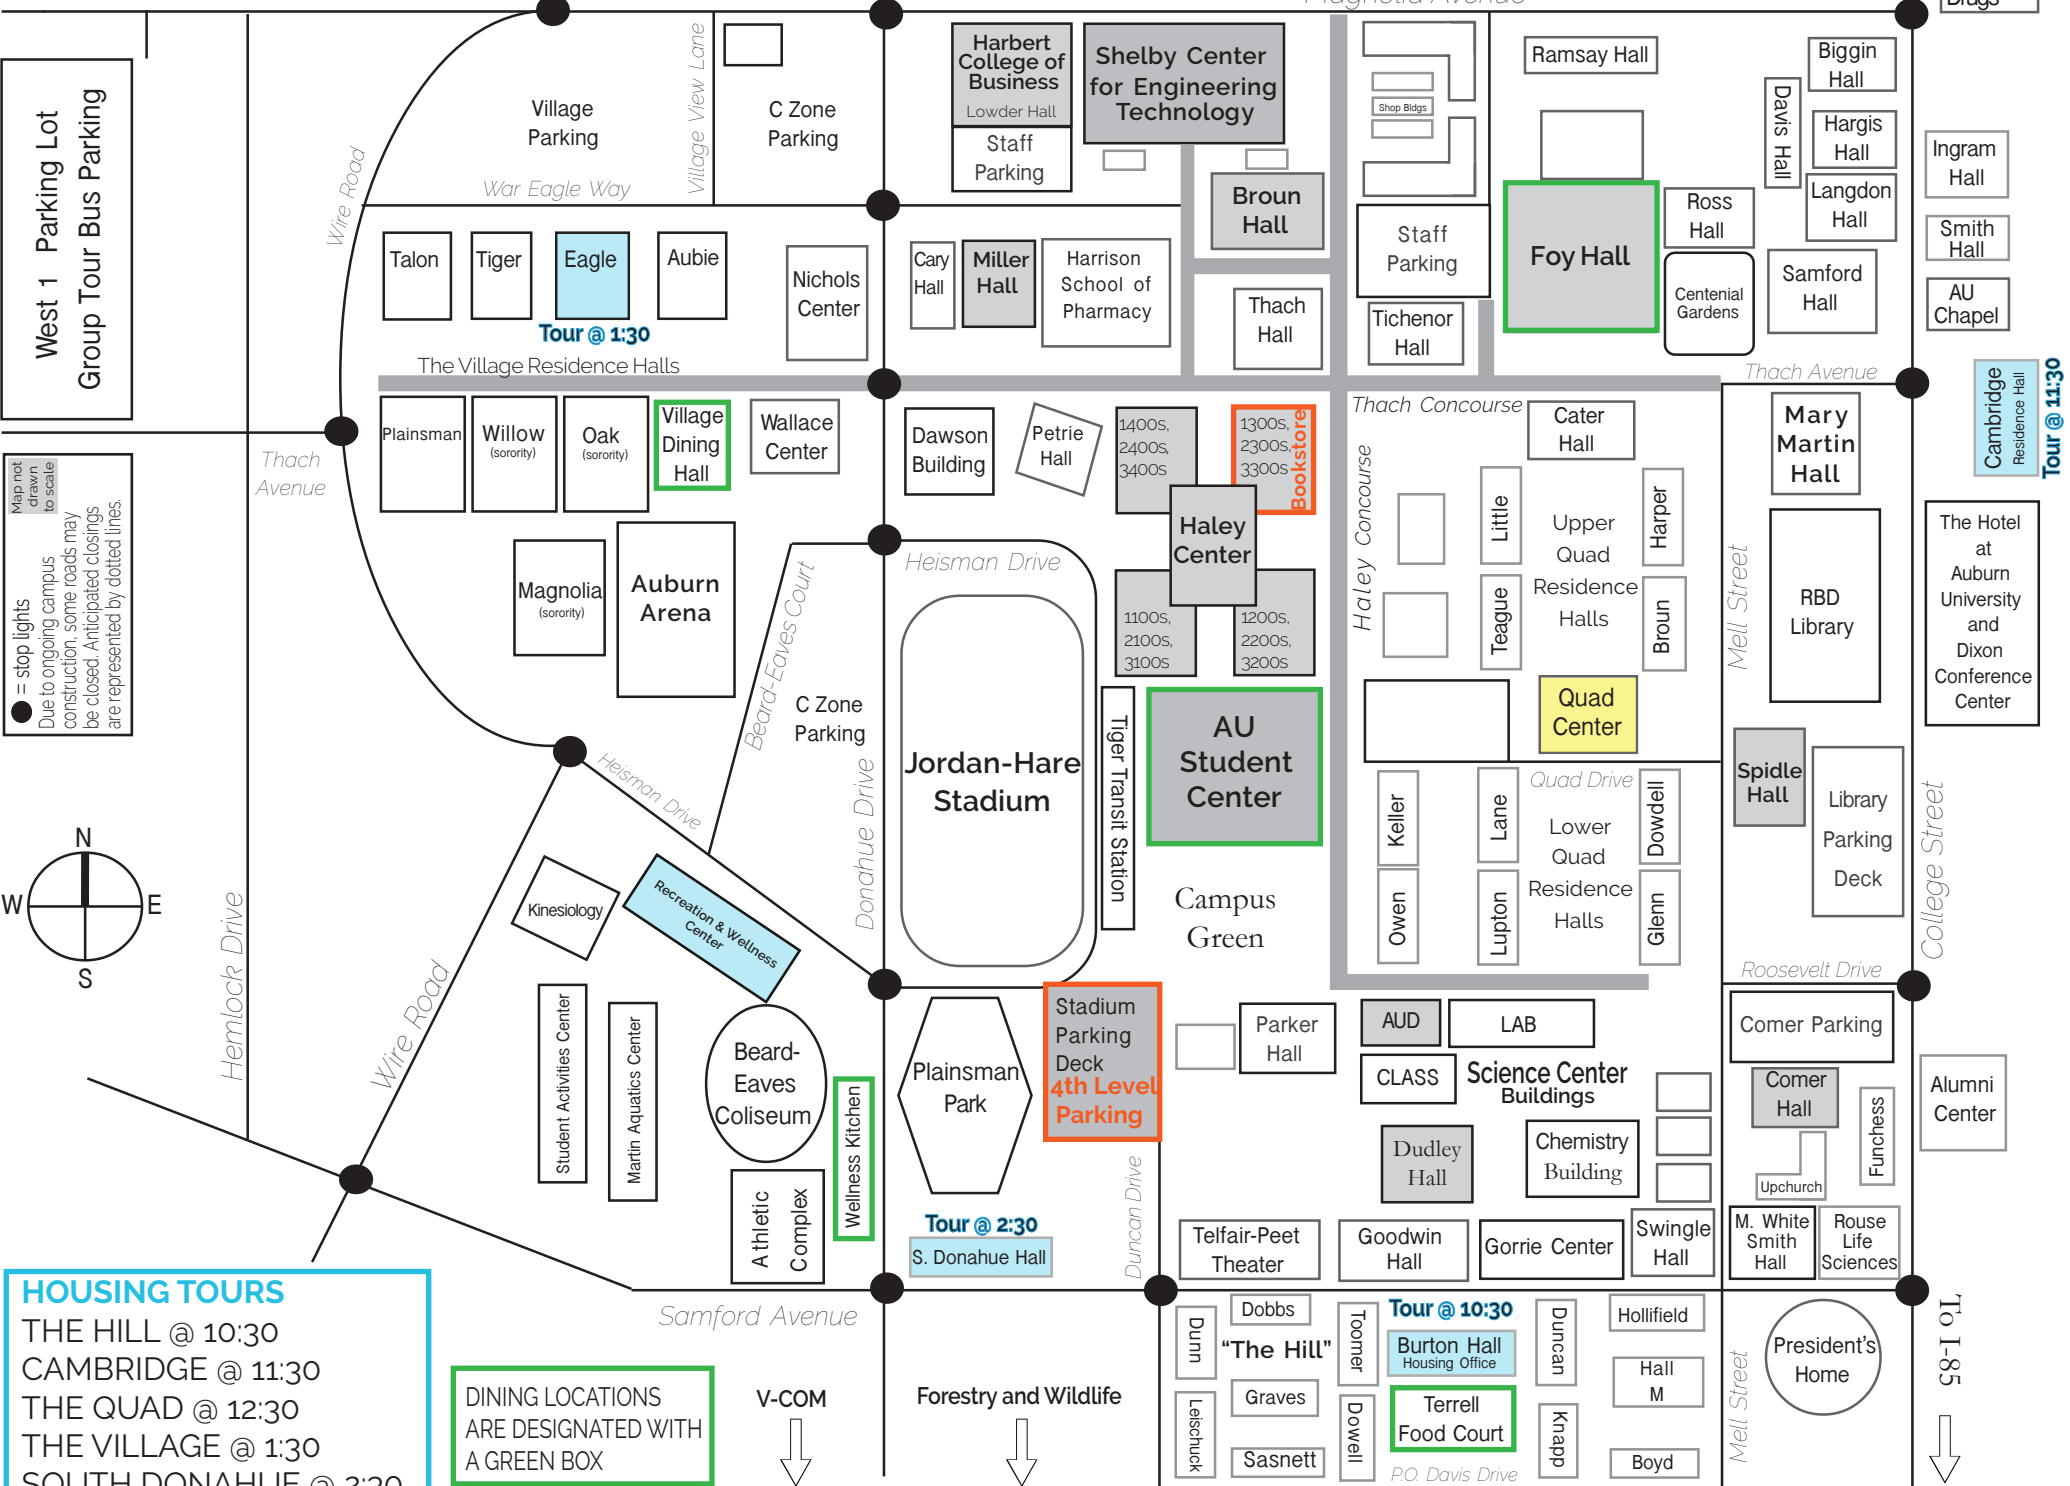 Magnolia Avenue
Drugs
West 1 Parking Lot
Group Tour Bus Parking
Wire Road
Village
Parking
Village View Lane
C Zone
Parking
War Eagle Way
Harbert
College of
Business
Lowder Hall
Staff
Parking
Shelby Center
for Engineering
Technology
Broun
Hall
Shop Bldgs
Staff
Parking
Ramsay Hall
Biggin
Hall
Davis Hall
Hargis
Hall
Langdon
Hall
Ross
Hall
Foy Hall
Centenial
Gardens
Samford
Hall
Ingram
Hall
Smith
Hall
AU
Chapel
Talon
Tiger
Eagle
Aubie
Tour @ 1:30
The Village Residence Halls
Nichols
Center
Cary
Hall
Miller
Hall
Harrison
School of
Pharmacy
Thach
Hall
Tichenor
Hall
Thach Avenue
Cambridge
Residence Hall
Tour @ 11:30
Thach
Avenue
Plainsman
Willow
(sorority)
Oak
(sorority)
Village
Dining
Hall
Wallace
Center
Dawson
Building
Petrie
Hall
1400s,
2400s,
3400s
1300s,
2300s,
3300s
Bookstore
Haley
Center
1100s,
2100s,
3100s
1200s,
2200s,
3200s
Thach Concourse
Haley Concourse
Cater
Hall
Little
Harper
Upper
Quad
Residence
Halls
Teague
Broun
Mary
Martin
Hall
Mell Street
RBD
Library
The Hotel
at
Auburn
University
and
Dixon
Conference
Center
Map not
drawn
to scale
= stop lights
Due to ongoing campus
construction, some roads may
be closed. Anticipated closings
are represented by dotted lines.
Magnolia
(sorority)
Auburn
Arena
Beard-Eaves Court
Heisman Drive
C Zone
Parking
Heisman Drive
Donahue Drive
Jordan-Hare
Stadium
Tiger Transit Station
AU
Student
Center
Quad
Center
Quad Drive
Spidle
Hall
Library
Parking
Deck
College Street
Keller
Lane
Dowdell
Lower
Quad
Residence
Halls
Owen
Lupton
Glenn
Campus
Green
N
W
E
S
Hemlock Drive
Wire Road
Kinesiology
Recreation & Wellness
Center
Student Activities Center
Martin Aquatics Center
Beard-
Eaves
Coliseum
Wellness Kitchen
Athletic
Complex
Plainsman
Park
Stadium
Parking
Deck
4th Level
Parking
Duncan Drive
Parker
Hall
AUD
LAB
CLASS
Science Center
Buildings
Dudley
Hall
Chemistry
Building
Roosevelt Drive
Comer Parking
Comer
Hall
Funchess
Upchurch
Alumni
Center
Tour @ 2:30
S. Donahue Hall
Telfair-Peet
Theater
Goodwin
Hall
Gorrie Center
Swingle
Hall
M. White
Smith
Hall
Rouse
Life
Sciences
Samford Avenue
HOUSING TOURS
THE HILL @ 10:30
CAMBRIDGE @ 11:30
THE QUAD @ 12:30
THE VILLAGE @ 1:30
SOUTH DONAHUE @ 2:30
DINING LOCATIONS
ARE DESIGNATED WITH
A GREEN BOX
V-COM
Forestry and Wildlife
Dunn
Dobbs
"The Hill"
Toomer
Tour @ 10:30
Burton Hall
Housing Office
Duncan
Hollifield
Hall
M
Leischuck
Graves
Sasnett
Dowell
Terrell
Food Court
P.O. Davis Drive
Knapp
Boyd
Mell Street
President's
Home
To I-85